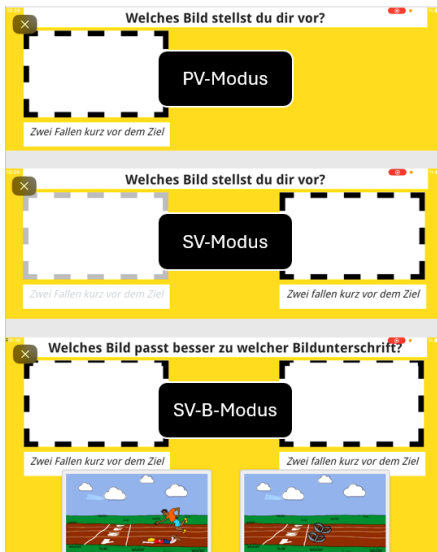 Welches Bild stellst du dir vor?
PV-Modus
Zwei Fallen kurz vor dem Ziel
Welches Bild stellst du dir vor?
SV-Modus
Zwei Fallen kurz vor dem Ziel
Zwei fallen kurz vor dem Ziel
Welches Bild passt besser zu welcher Bildunterschrift?
SV-B-Modus
Zwei Fallen kurz vor dem Ziel
Zwei fallen kurz vor dem Ziel